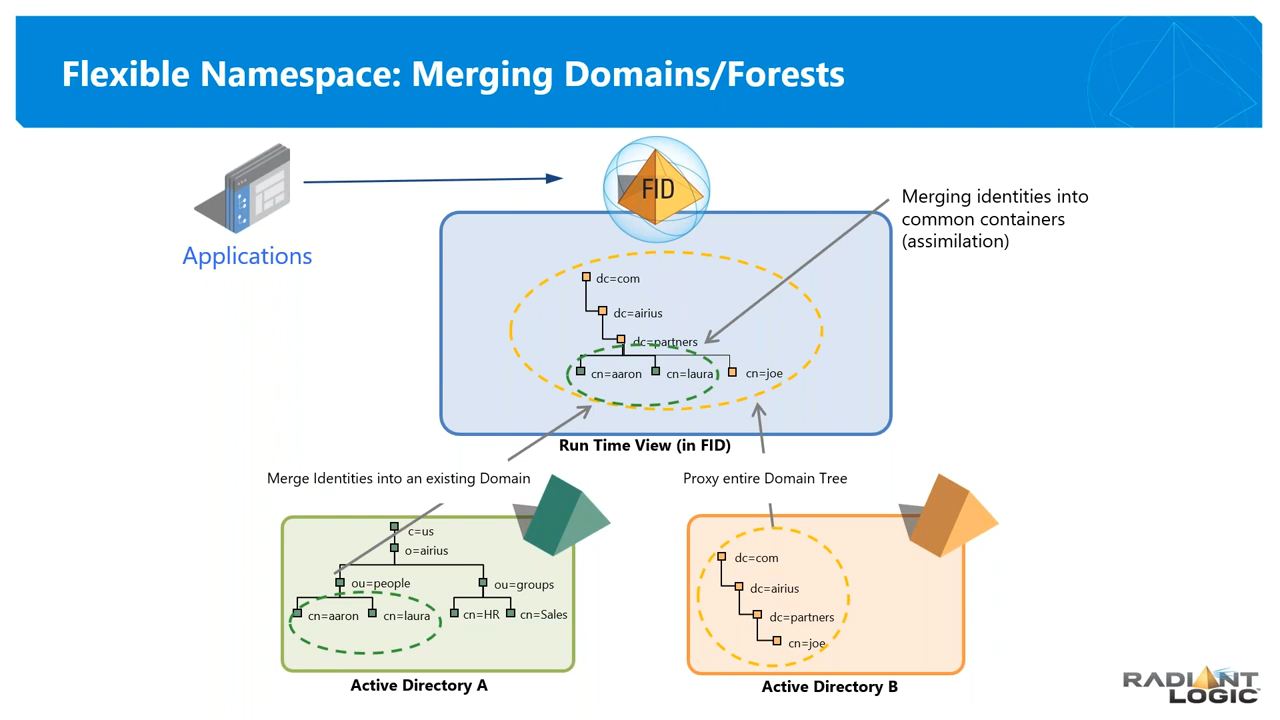 Flexible Namespace: Merging Domains/Forests
FID
Applications
Merging identities into
common containers
(assimilation)
dc=com
dc=airius
dc=partners
cn=aaron
cn=laura
cn=joe
Run Time View (in FID)
Merge Identities into an existing Domain
Proxy entire Domain Tree
c=us
o=airius
ou=people
ou=groups
cn=aaron
cn=laura
cn=HR
cn=Sales
Active Directory A
dc=com
dc=airius
dc=partners
cn=joe
Active Directory B
RADIANT
LOGIC